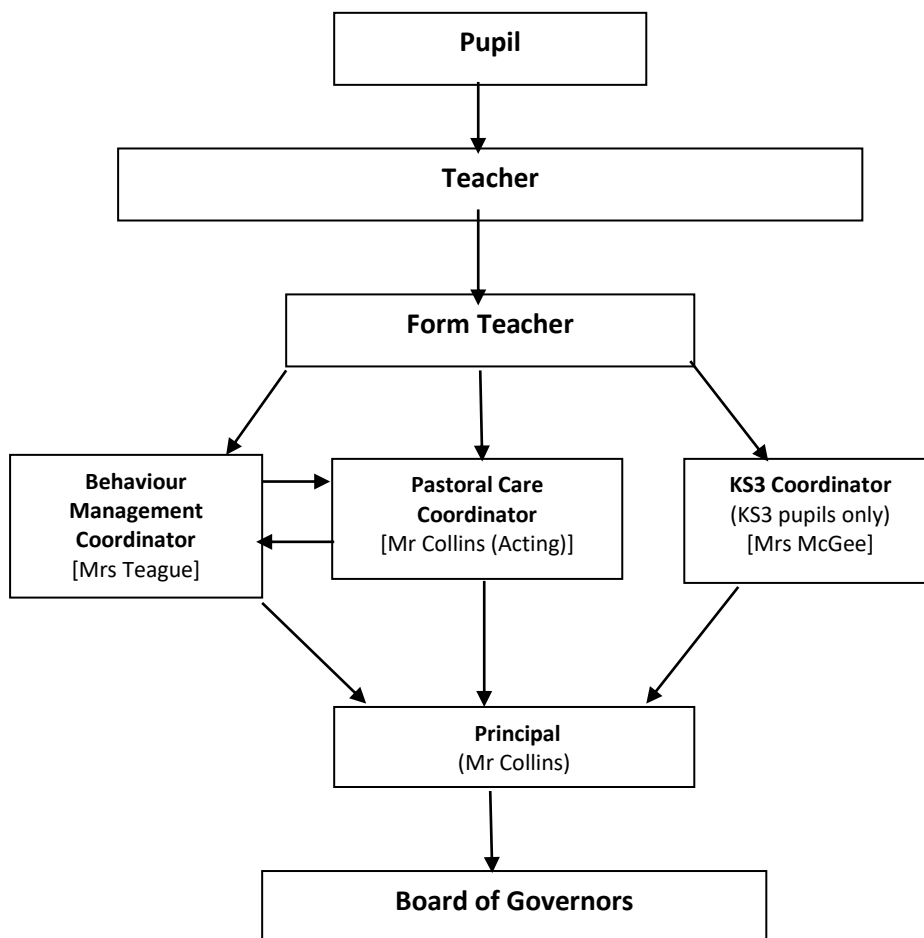 Pupil
Teacher
Form Teacher
Behaviour
Management
Coordinator
[Mrs Teague]
Pastoral Care
Coordinator
[Mr Collins (Acting)]
KS3 Coordinator
(KS3 pupils only)
[Mrs McGee]
Principal
(Mr Collins)
Board of Governors